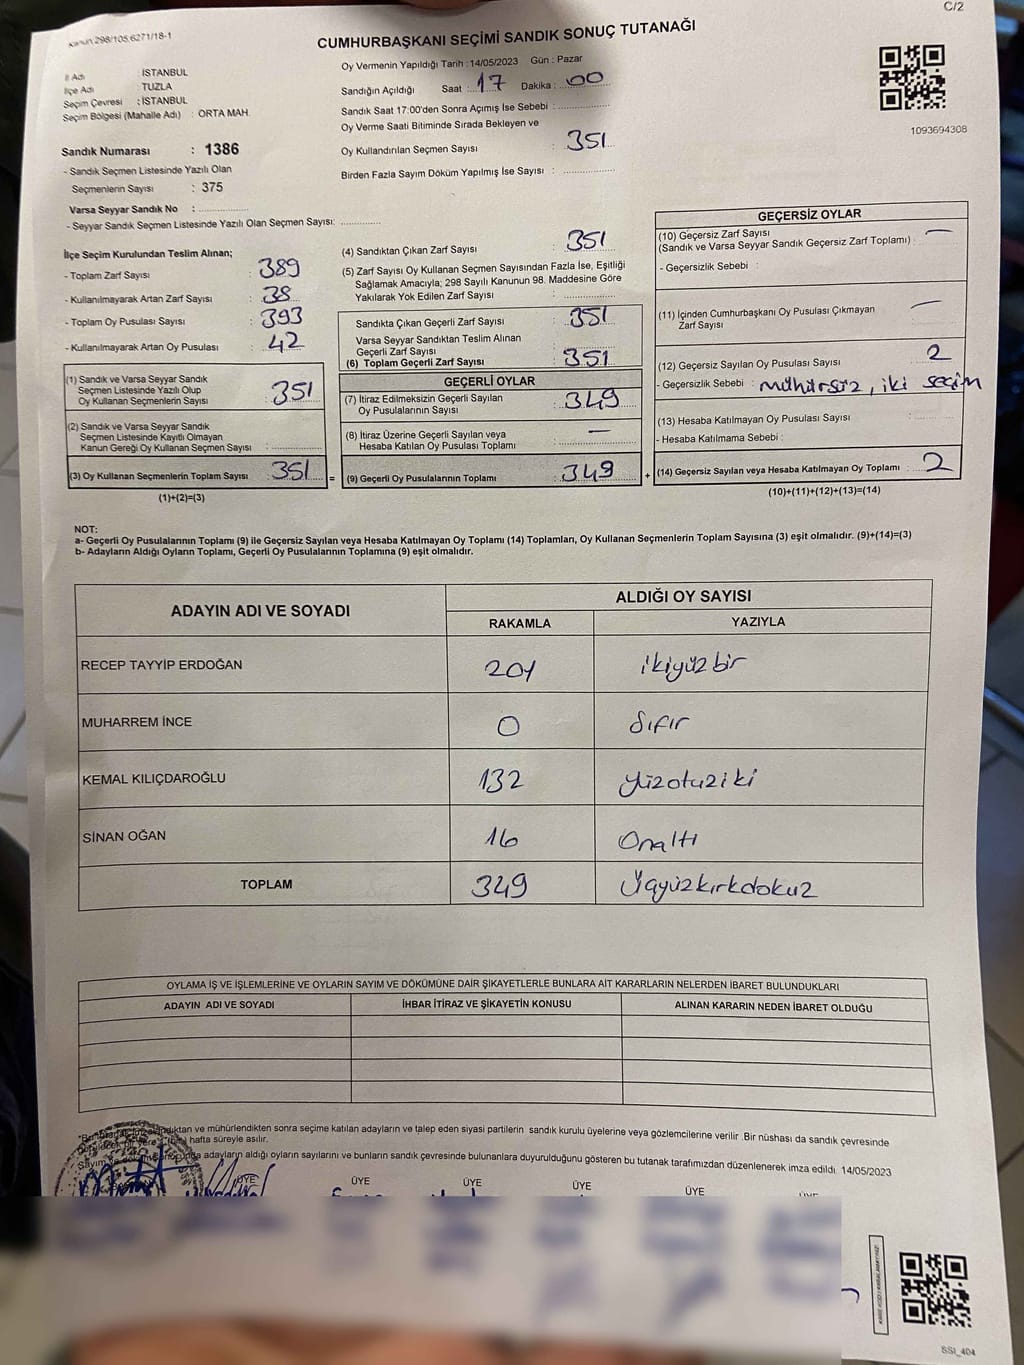 C/2
Kanun 298/105,6271/18-1
CUMHURBAŞKANI SEÇİMİ SANDIK SONUÇ TUTANAĞI
İl Adı : İSTANBUL
İlçe Adı : TUZLA
Seçim Çevresi : İSTANBUL
Seçim Bölgesi (Mahalle Adı) : ORTA MAH.
Oy Vermenin Yapıldığı Tarih : 14/05/2023 Gün : Pazar
Sandığın Açıldığı Saat : 17 Dakika : 00
Sandık Saat 17:00'den Sonra Açımış İse Sebebi :
Oy Verme Saati Bitiminde Sırada Bekleyen ve
Oy Kullandırılan Seçmen Sayısı : 351
Birden Fazla Sayım Döküm Yapılmış İse Sayısı :
1093694308
Sandık Numarası : 1386
- Sandık Seçmen Listesinde Yazılı Olan
Seçmenlerin Sayısı : 375
Varsa Seyyar Sandık No :
- Seyyar Sandık Seçmen Listesinde Yazılı Olan Seçmen Sayısı:
İlçe Seçim Kurulundan Teslim Alınan;
- Toplam Zarf Sayısı : 389
- Kullanılmayarak Artan Zarf Sayısı : 38
- Toplam Oy Pusulası Sayısı : 393
- Kullanılmayarak Artan Oy Pusulası : 42
(1) Sandık ve Varsa Seyyar Sandık
Seçmen Listesinde Yazılı Olup
Oy Kullanan Seçmenlerin Sayısı : 351
(2) Sandık ve Varsa Seyyar Sandık
Seçmen Listesinde Kayıtlı Olmayan
Kanun Gereği Oy Kullanan Seçmen Sayısı :
(3) Oy Kullanan Seçmenlerin Toplam Sayısı : 351 =
(1)+(2)=(3)
(4) Sandıktan Çıkan Zarf Sayısı : 351
(5) Zarf Sayısı Oy Kullanan Seçmen Sayısından Fazla İse, Eşitliği
Sağlamak Amacıyla; 298 Sayılı Kanunun 98. Maddesine Göre
Yakılarak Yok Edilen Zarf Sayısı :
Sandıkta Çıkan Geçerli Zarf Sayısı : 351
Varsa Seyyar Sandıktan Teslim Alınan
Geçerli Zarf Sayısı :
(6) Toplam Geçerli Zarf Sayısı : 351
GEÇERLİ OYLAR
(7) İtiraz Edilmeksizin Geçerli Sayılan
Oy Pusulalarının Sayısı : 349
(8) İtiraz Üzerine Geçerli Sayılan veya
Hesaba Katılan Oy Pusulası Toplamı : —
(9) Geçerli Oy Pusulalarının Toplamı : 349 +
GEÇERSİZ OYLAR
(10) Geçersiz Zarf Sayısı
(Sandık ve Varsa Seyyar Sandık Geçersiz Zarf Toplamı) : —
- Geçersizlik Sebebi :
(11) İçinden Cumhurbaşkanı Oy Pusulası Çıkmayan : —
Zarf Sayısı
(12) Geçersiz Sayılan Oy Pusulası Sayısı : 2
- Geçersizlik Sebebi : mühürsüz, iki seçim
(13) Hesaba Katılmayan Oy Pusulası Sayısı :
- Hesaba Katılmama Sebebi :
(14) Geçersiz Sayılan veya Hesaba Katılmayan Oy Toplamı : 2
(10)+(11)+(12)+(13)=(14)
NOT:
a- Geçerli Oy Pusulalarının Toplamı (9) ile Geçersiz Sayılan veya Hesaba Katılmayan Oy Toplamı (14) Toplamları, Oy Kullanan Seçmenlerin Toplam Sayısına (3) eşit olmalıdır. (9)+(14)=(3)
b- Adayların Aldığı Oyların Toplamı, Geçerli Oy Pusulalarının Toplamına (9) eşit olmalıdır.
ADAYIN ADI VE SOYADI ALDIĞI OY SAYISI
RAKAMLA YAZIYLA
RECEP TAYYİP ERDOĞAN 201 ikiyüzbir
MUHARREM İNCE 0 Sıfır
KEMAL KILIÇDAROĞLU 132 yüzotuziki
SİNAN OĞAN 16 Onaltı
TOPLAM 349 Üçyüzkırkdokuz
OYLAMA İŞ VE İŞLEMLERİNE VE OYLARIN SAYIM VE DÖKÜMÜNE DAİR ŞİKAYETLERLE BUNLARA AİT KARARLARIN NELERDEN İBARET BULUNDUKLARI
ADAYIN ADI VE SOYADI İHBAR İTİRAZ VE ŞİKAYETİN KONUSU ALINAN KARARIN NEDEN İBARET OLDUĞU
ve mühürlendikten sonra seçime katılan adayların ve talep eden siyasi partilerin sandık kurulu üyelerine veya gözlemcilerine verilir .Bir nüshası da sandık çevresinde
hafta süreyle asılır.
adayların aldığı oyların sayılarını ve bunların sandık çevresinde bulunanlara duyurulduğunu gösteren bu tutanak tarafımızdan düzenlenerek imza edildi. 14/05/2023
ÜYE ÜYE ÜYE ÜYE ÜYE
SSI_404